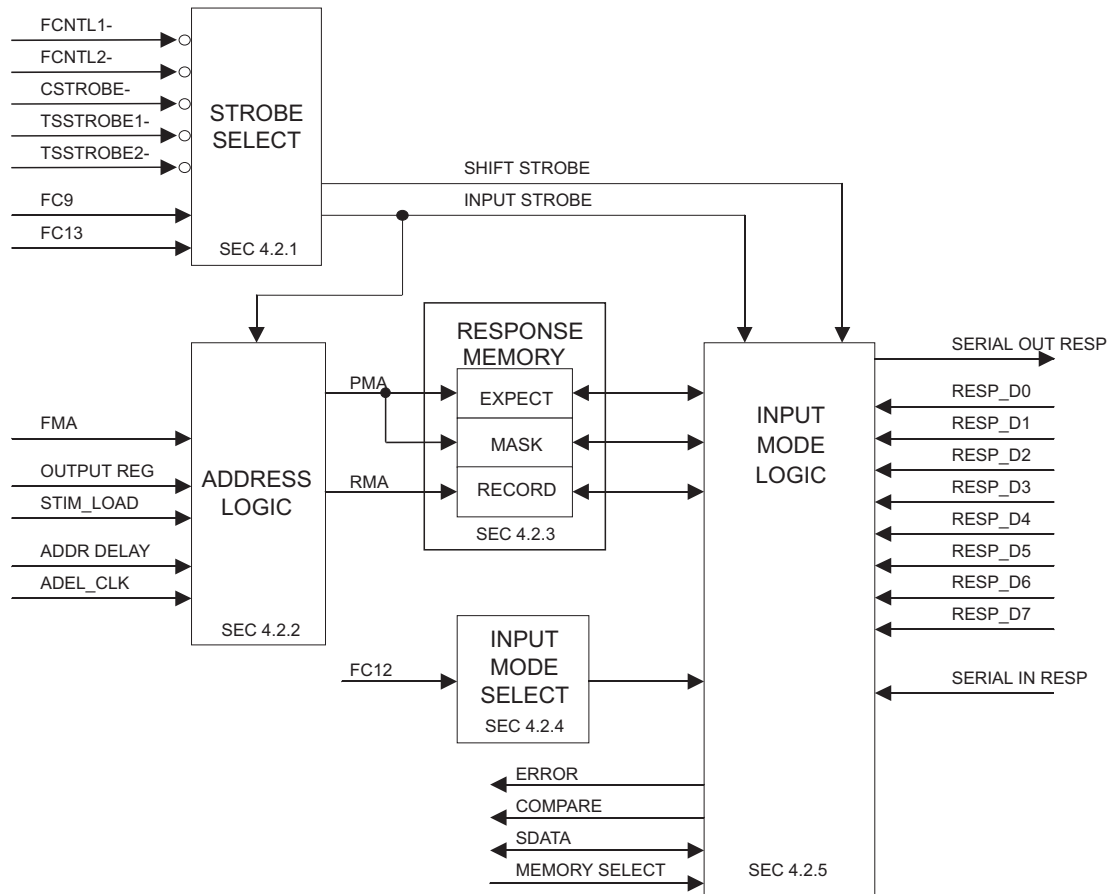 FCNTL1-
FCNTL2-
CSTROBE-
TSSTROBE1-
TSSTROBE2-
FC9
FC13
STROBE
SELECT
SEC 4.2.1
SHIFT STROBE
INPUT STROBE
FMA
OUTPUT REG
STIM_LOAD
ADDR DELAY
ADEL_CLK
ADDRESS
LOGIC
SEC 4.2.2
PMA
RMA
RESPONSE
MEMORY
EXPECT
MASK
RECORD
SEC 4.2.3
FC12
INPUT
MODE
SELECT
SEC 4.2.4
INPUT
MODE
LOGIC
SEC 4.2.5
SERIAL OUT RESP
RESP_D0
RESP_D1
RESP_D2
RESP_D3
RESP_D4
RESP_D5
RESP_D6
RESP_D7
SERIAL IN RESP
ERROR
COMPARE
SDATA
MEMORY SELECT